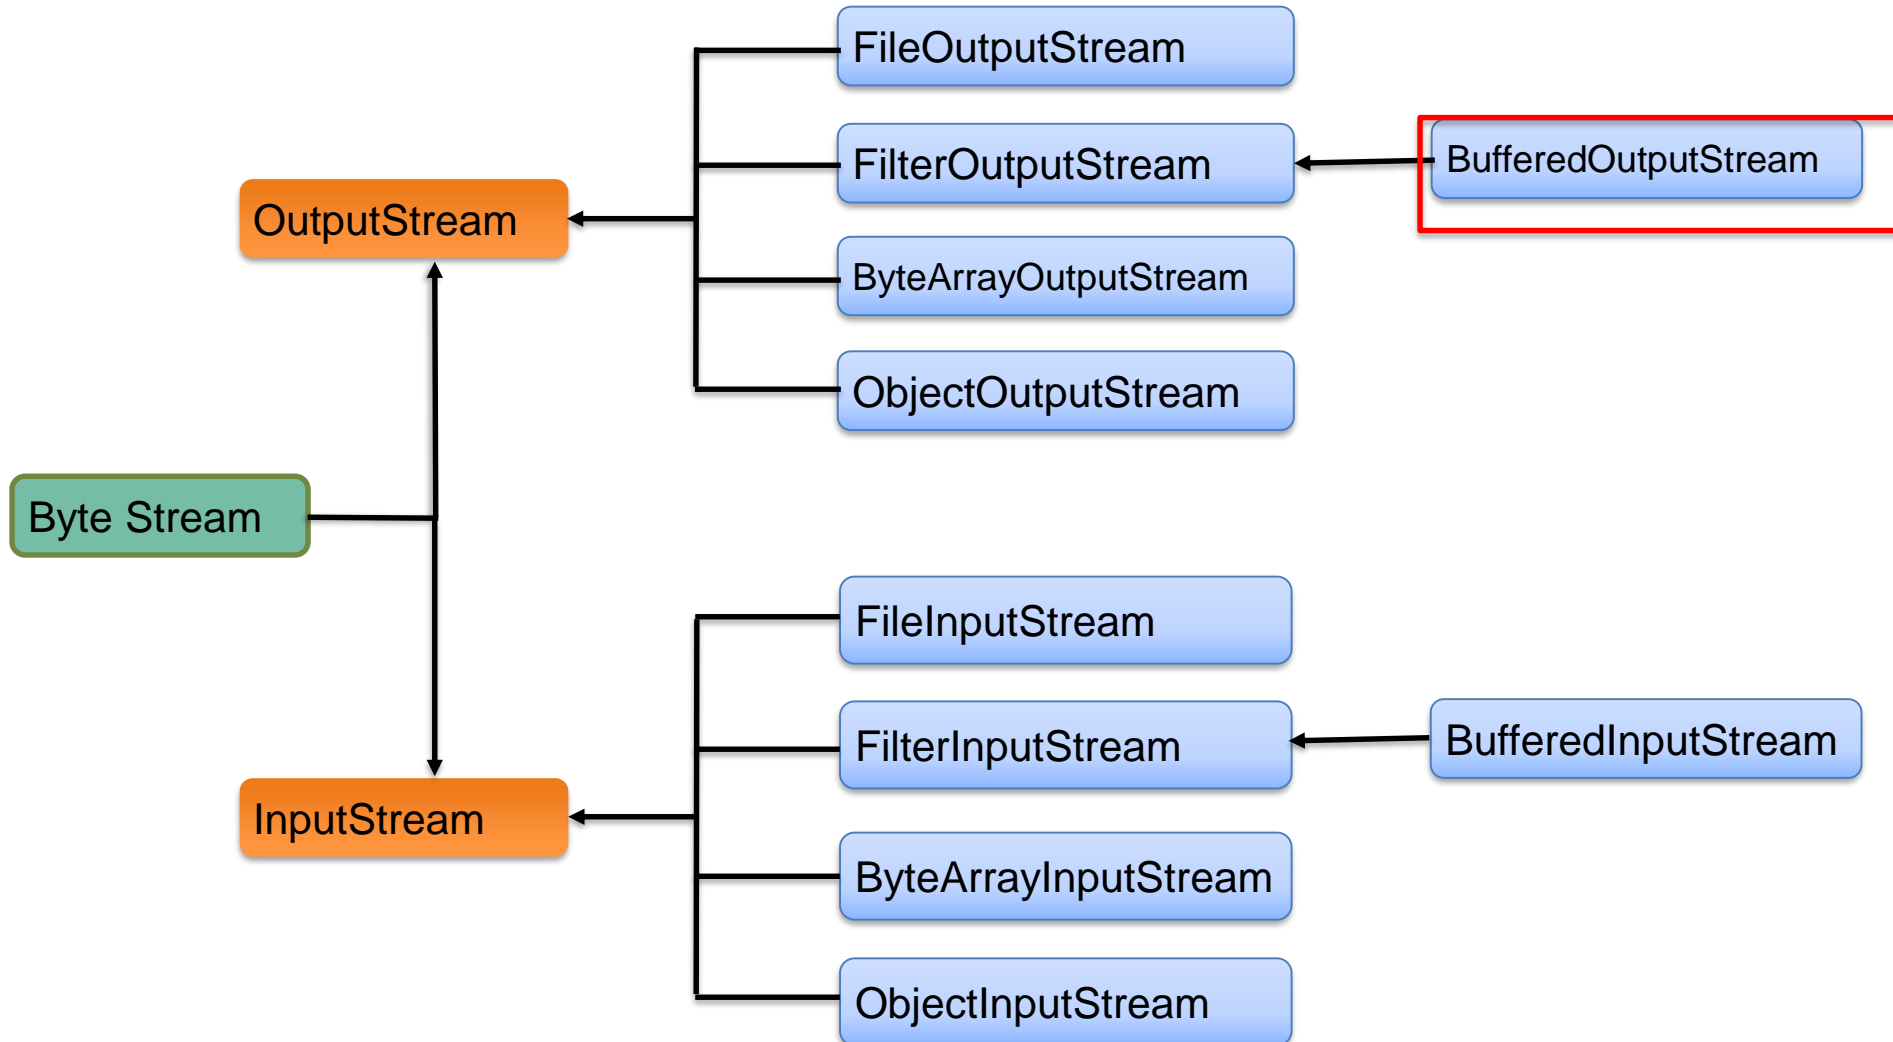 FileOutputStream
FilterOutputStream
BufferedOutputStream
OutputStream
ByteArrayOutputStream
ObjectOutputStream
Byte Stream
FileInputStream
FilterInputStream
BufferedInputStream
InputStream
ByteArrayInputStream
ObjectInputStream